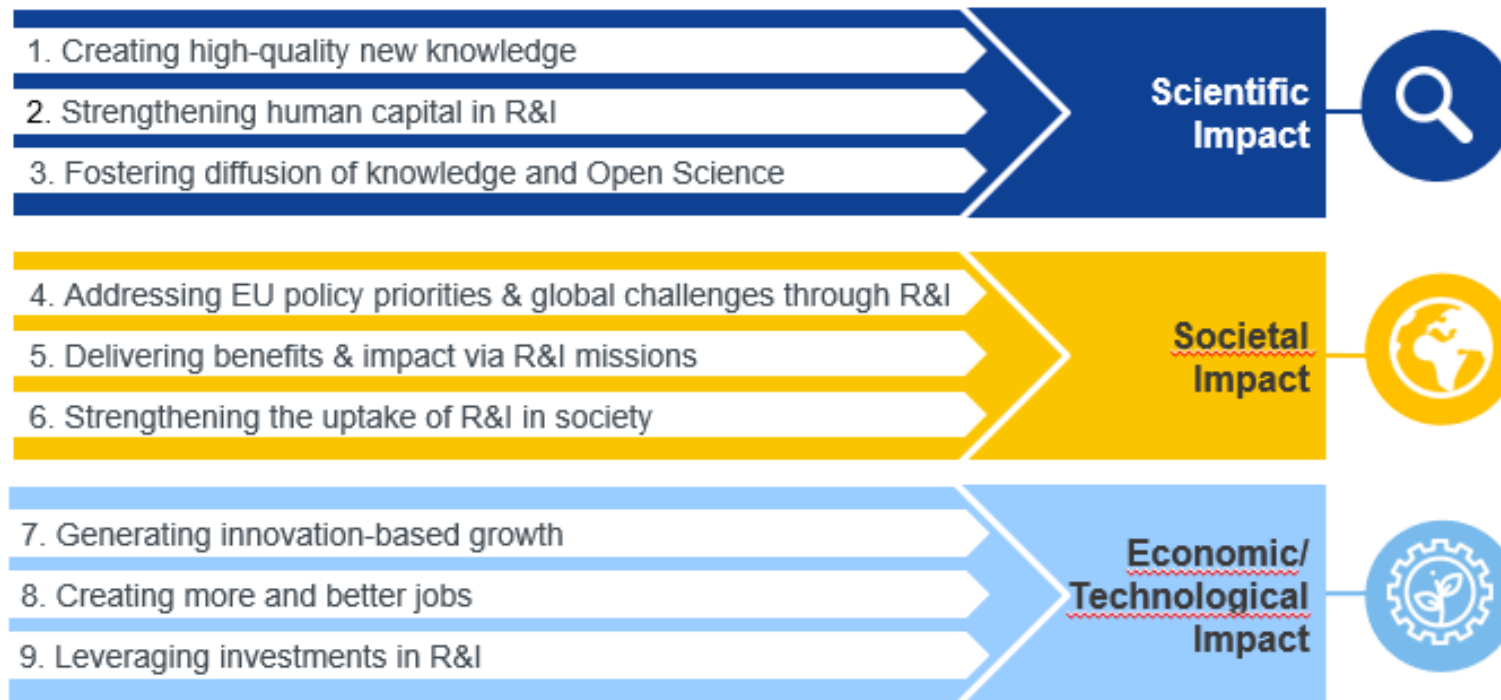 1. Creating high-quality new knowledge
2. Strengthening human capital in R&I
3. Fostering diffusion of knowledge and Open Science
Scientific
Impact
4. Addressing EU policy priorities & global challenges through R&I
5. Delivering benefits & impact via R&I missions
6. Strengthening the uptake of R&I in society
Societal
Impact
7. Generating innovation-based growth
8. Creating more and better jobs
9. Leveraging investments in R&I
Economic/
Technological
Impact